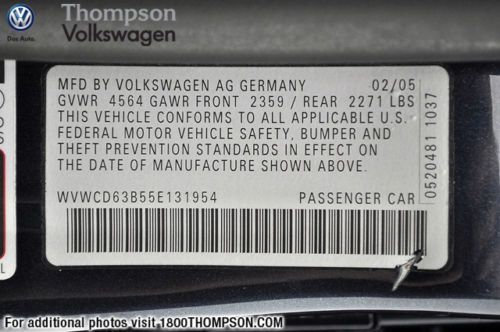 Thompson
Volkswagen
Das Auto.
MFD BY VOLKSWAGEN AG GERMANY 02/05
GVWR 4564 GAWR FRONT 2359 / REAR 2271 LBS
THIS VEHICLE CONFORMS TO ALL APPLICABLE U.S.
FEDERAL MOTOR VEHICLE SAFETY, BUMPER AND
THEFT PREVENTION STANDARDS IN EFFECT ON
THE DATE OF MANUFACTURE SHOWN ABOVE.
WVWCD63B55E131954 PASSENGER CAR
0520481 1037
For additional photos visit 1800THOMPSON.COM